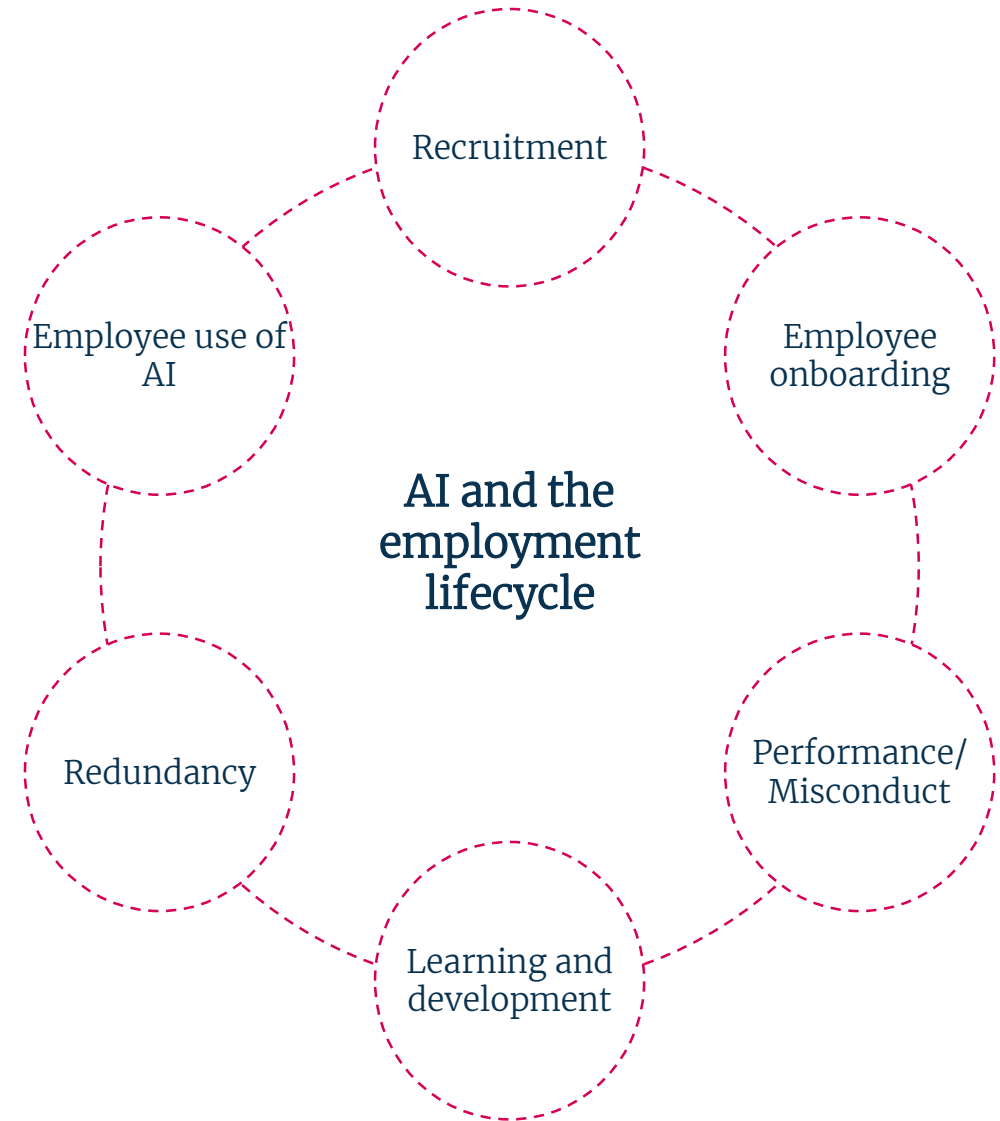 Recruitment
Employee use of
AI
Employee
onboarding
AI and the
employment
lifecycle
Redundancy
Performance/
Misconduct
Learning and
development